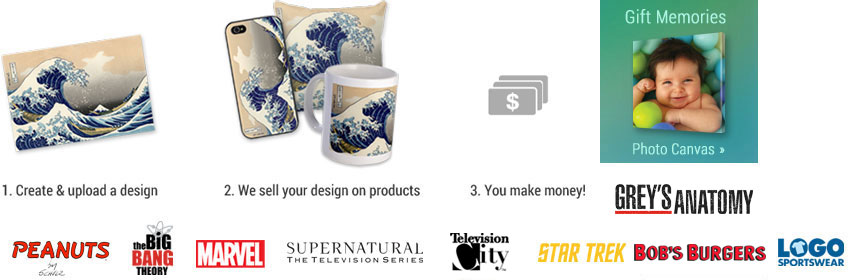 Gift Memories
$
Photo Canvas »
1. Create & upload a design
2. We sell your design on products
3. You make money!
GREY'S ANATOMY
PEANUTS
by
SCHULZ
the
BIG
BANG
THEORY
MARVEL
SUPERNATURAL
THE TELEVISION SERIES
Television
City
STAR TREK
BOB'S BURGERS
LOGO
SPORTSWEAR